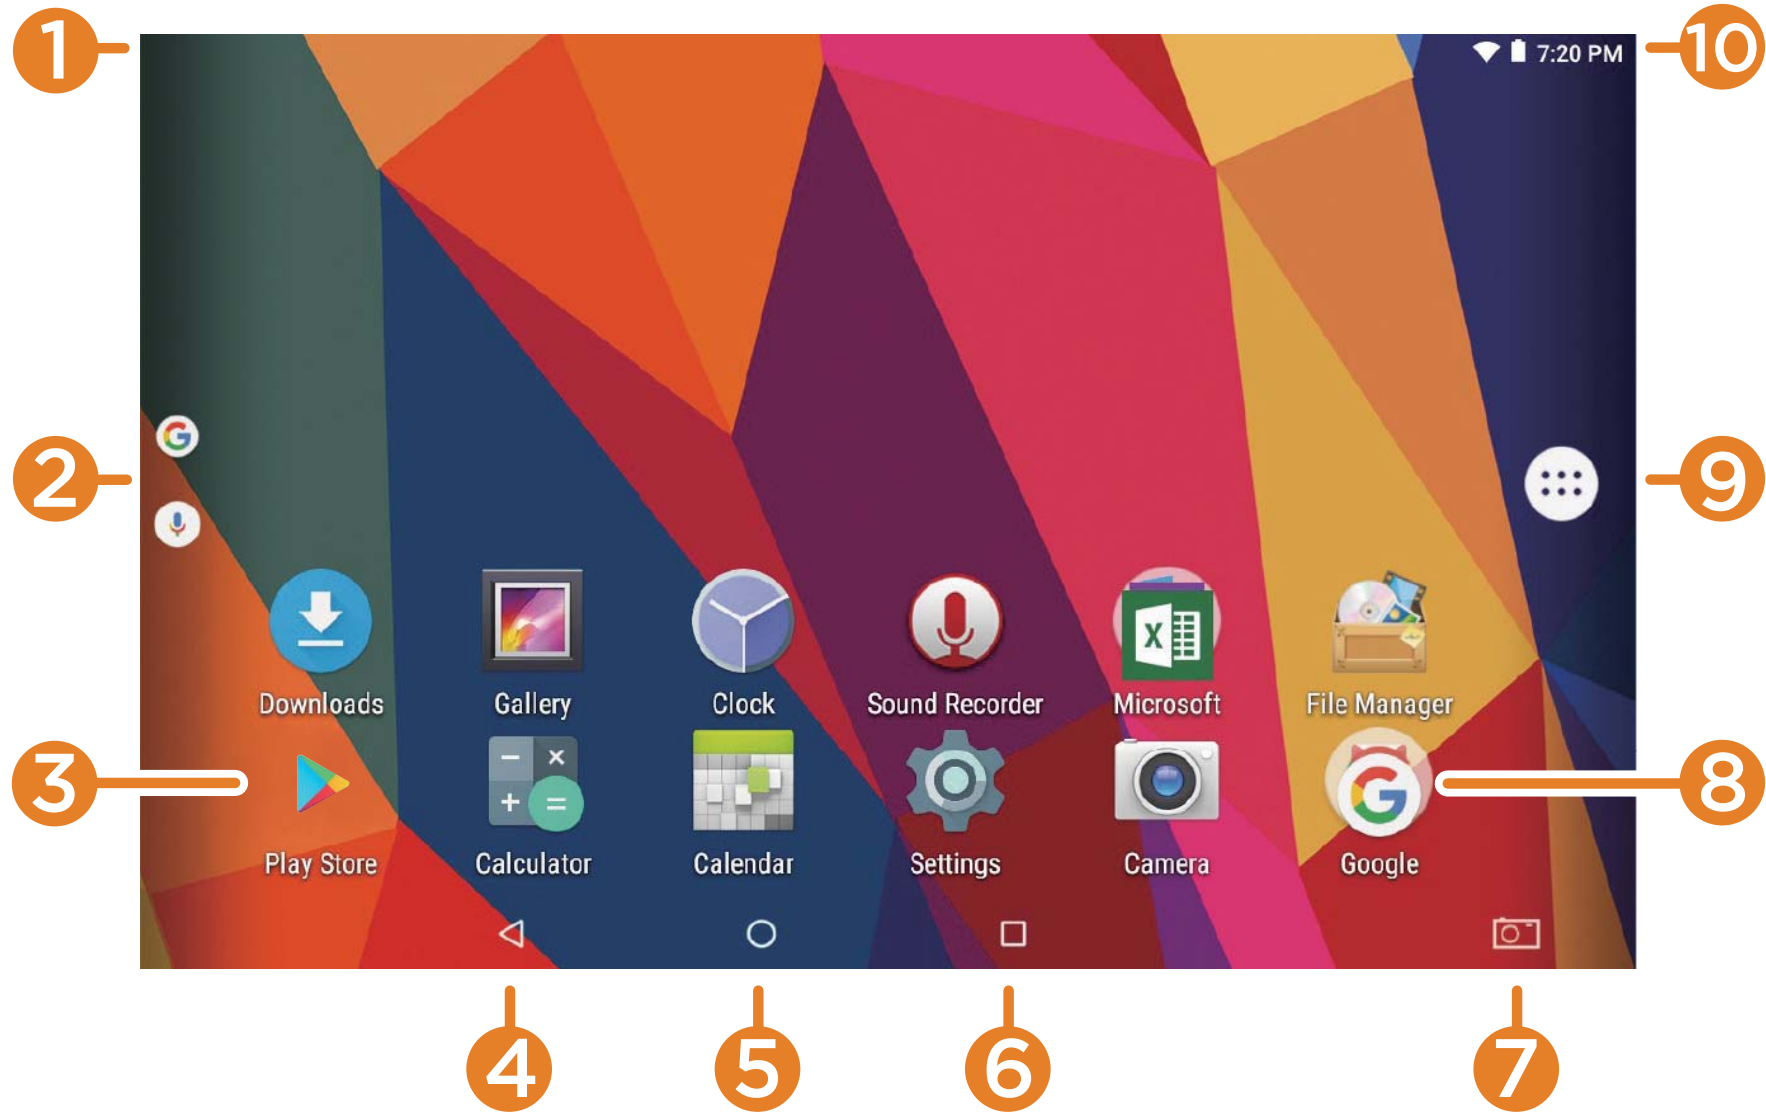 1
7:20 PM
10
2
9
Downloads
Gallery
Clock
Sound Recorder
Microsoft
File Manager
3
8
Play Store
Calculator
Calendar
Settings
Camera
Google
4
5
6
7